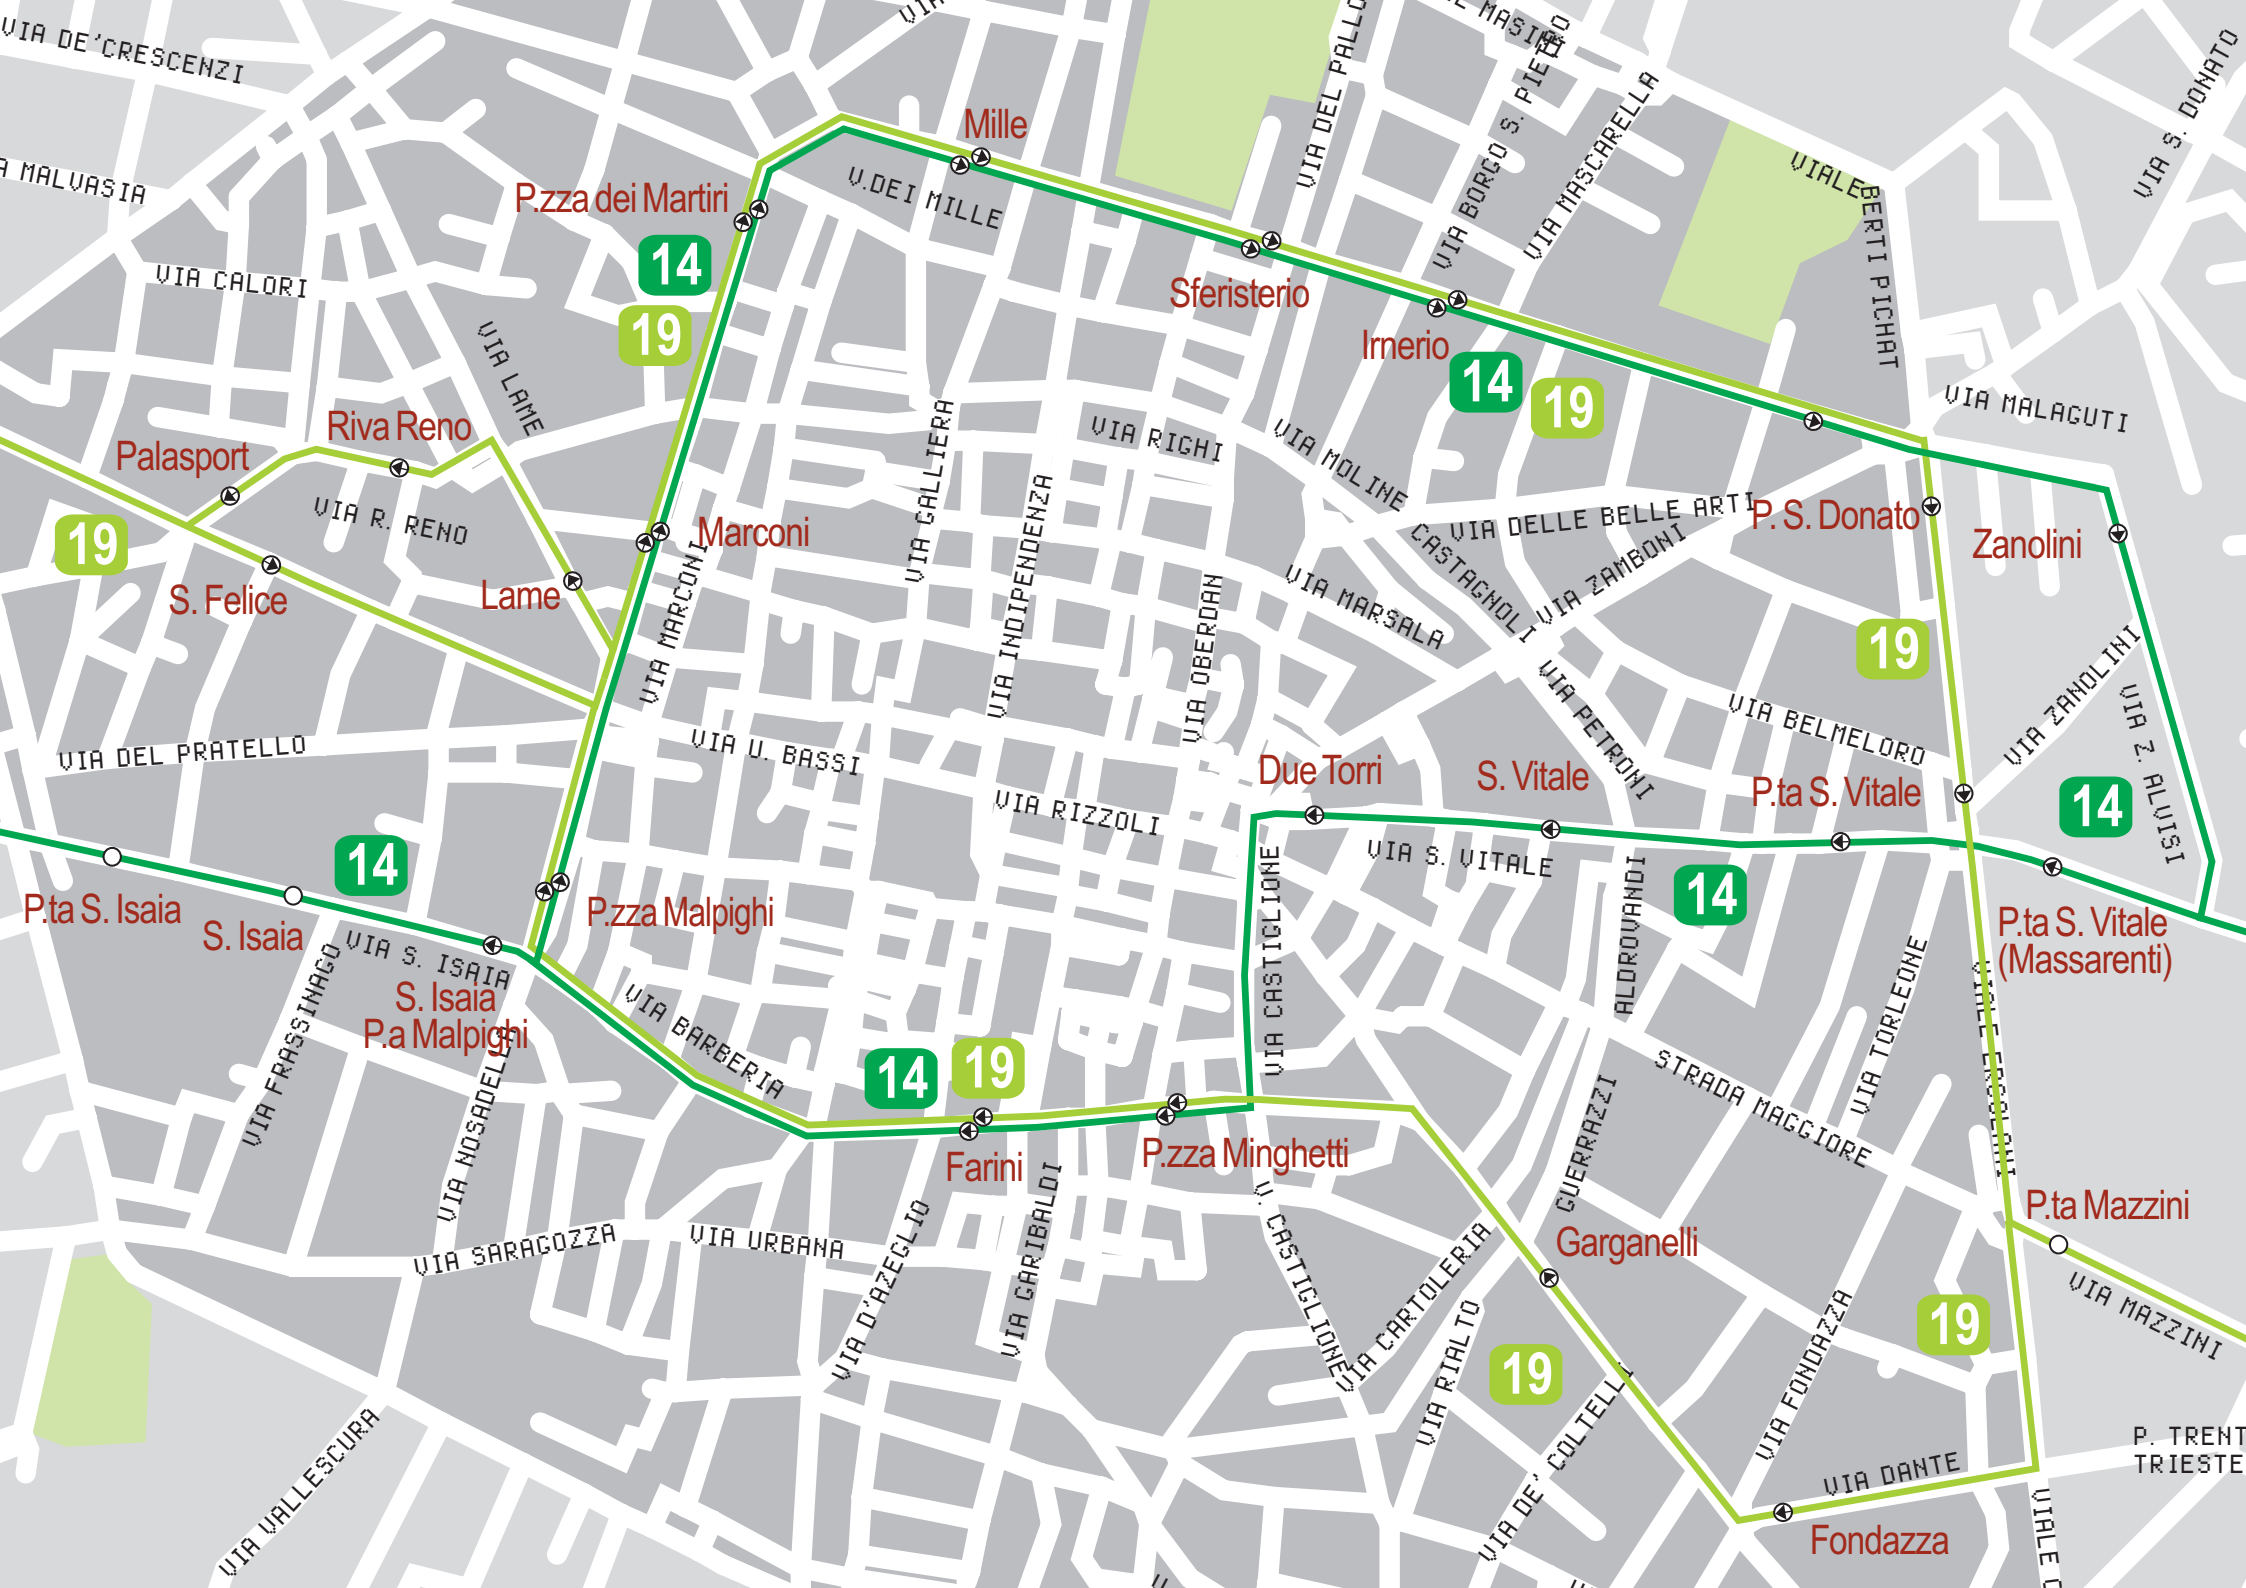 VIA DE'CRESCENZI
MALVASIA
VIA CALORI
VIA LAME
P.zza dei Martiri
14
19
Mille
V.DEI MILLE
Sferisterio
VIA DEL PALLO
VIA BORGO S. PIETRO
VIA MASCARELLA
Irnerio
14
19
VIALE
BERTI PICHAT
VIA S. DONATO
VIA MALAGUTI
Palasport
Riva Reno
VIA R. RENO
19
S. Felice
Lame
Marconi
VIA MARCONI
VIA GALLIERA
VIA INDIPENDENZA
VIA RIGHI
VIA MOLINE
VIA OBERDAN
VIA MARSALA
CASTAGNOLI
VIA DELLE BELLE ARTI
VIA ZAMBONI
P. S. Donato
Zanolini
19
VIA PETRONI
VIA BELMELORO
VIA ZANOLINI
VIA Z. ALVISI
VIA DEL PRATELLO
VIA U. BASSI
VIA RIZZOLI
Due Torri
S. Vitale
P.ta S. Vitale
14
VIA S. VITALE
VIA CASTIGLIONE
ALDROVANDI
14
P.ta S. Isaia
S. Isaia
14
VIA S. ISAIA
S. Isaia
P.a Malpighi
P.zza Malpighi
VIA FRASSINAGO
VIA NOSADELLA
VIA BARBERIA
14
19
Farini
P.zza Minghetti
P.ta S. Vitale
(Massarenti)
VIA TORLEONE
VIALE ERCOLANI
STRADA MAGGIORE
GUERRAZZI
P.ta Mazzini
VIA MAZZINI
Garganelli
VIA SARAGOZZA
VIA URBANA
VIA D'AZEGLIO
VIA GARIBALDI
V. CASTIGLIONE
VIA CARTOLERIA
VIA RIALTO
19
VIA DE' COLTELLI
VIA FONDAZZA
19
VIA VALLESCURA
VIA DANTE
Fondazza
P. TRENT
TRIESTE
VIALE